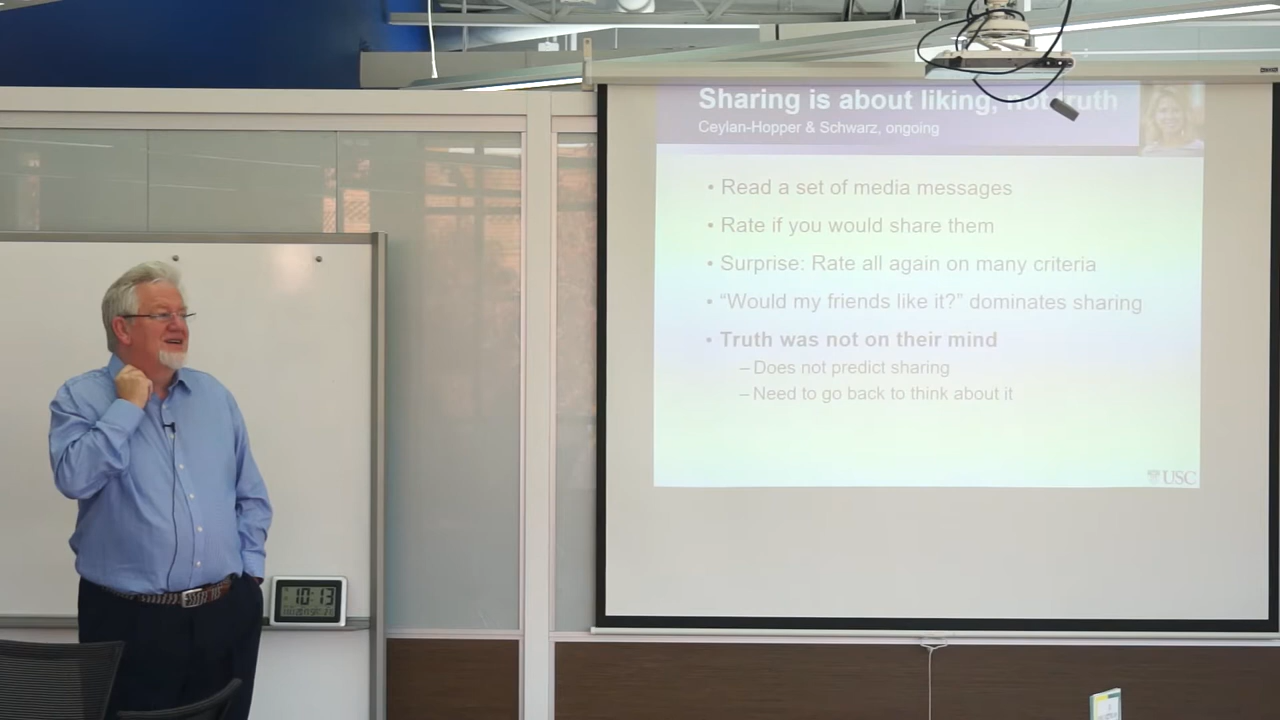 Sharing is about liking, not truth
Ceylan-Hopper & Schwarz, ongoing
• Read a set of media messages
• Rate if you would share them
• Surprise: Rate all again on many criteria
• “Would my friends like it?” dominates sharing
• Truth was not on their mind
– Does not predict sharing
– Need to go back to think about it
USC
10:13